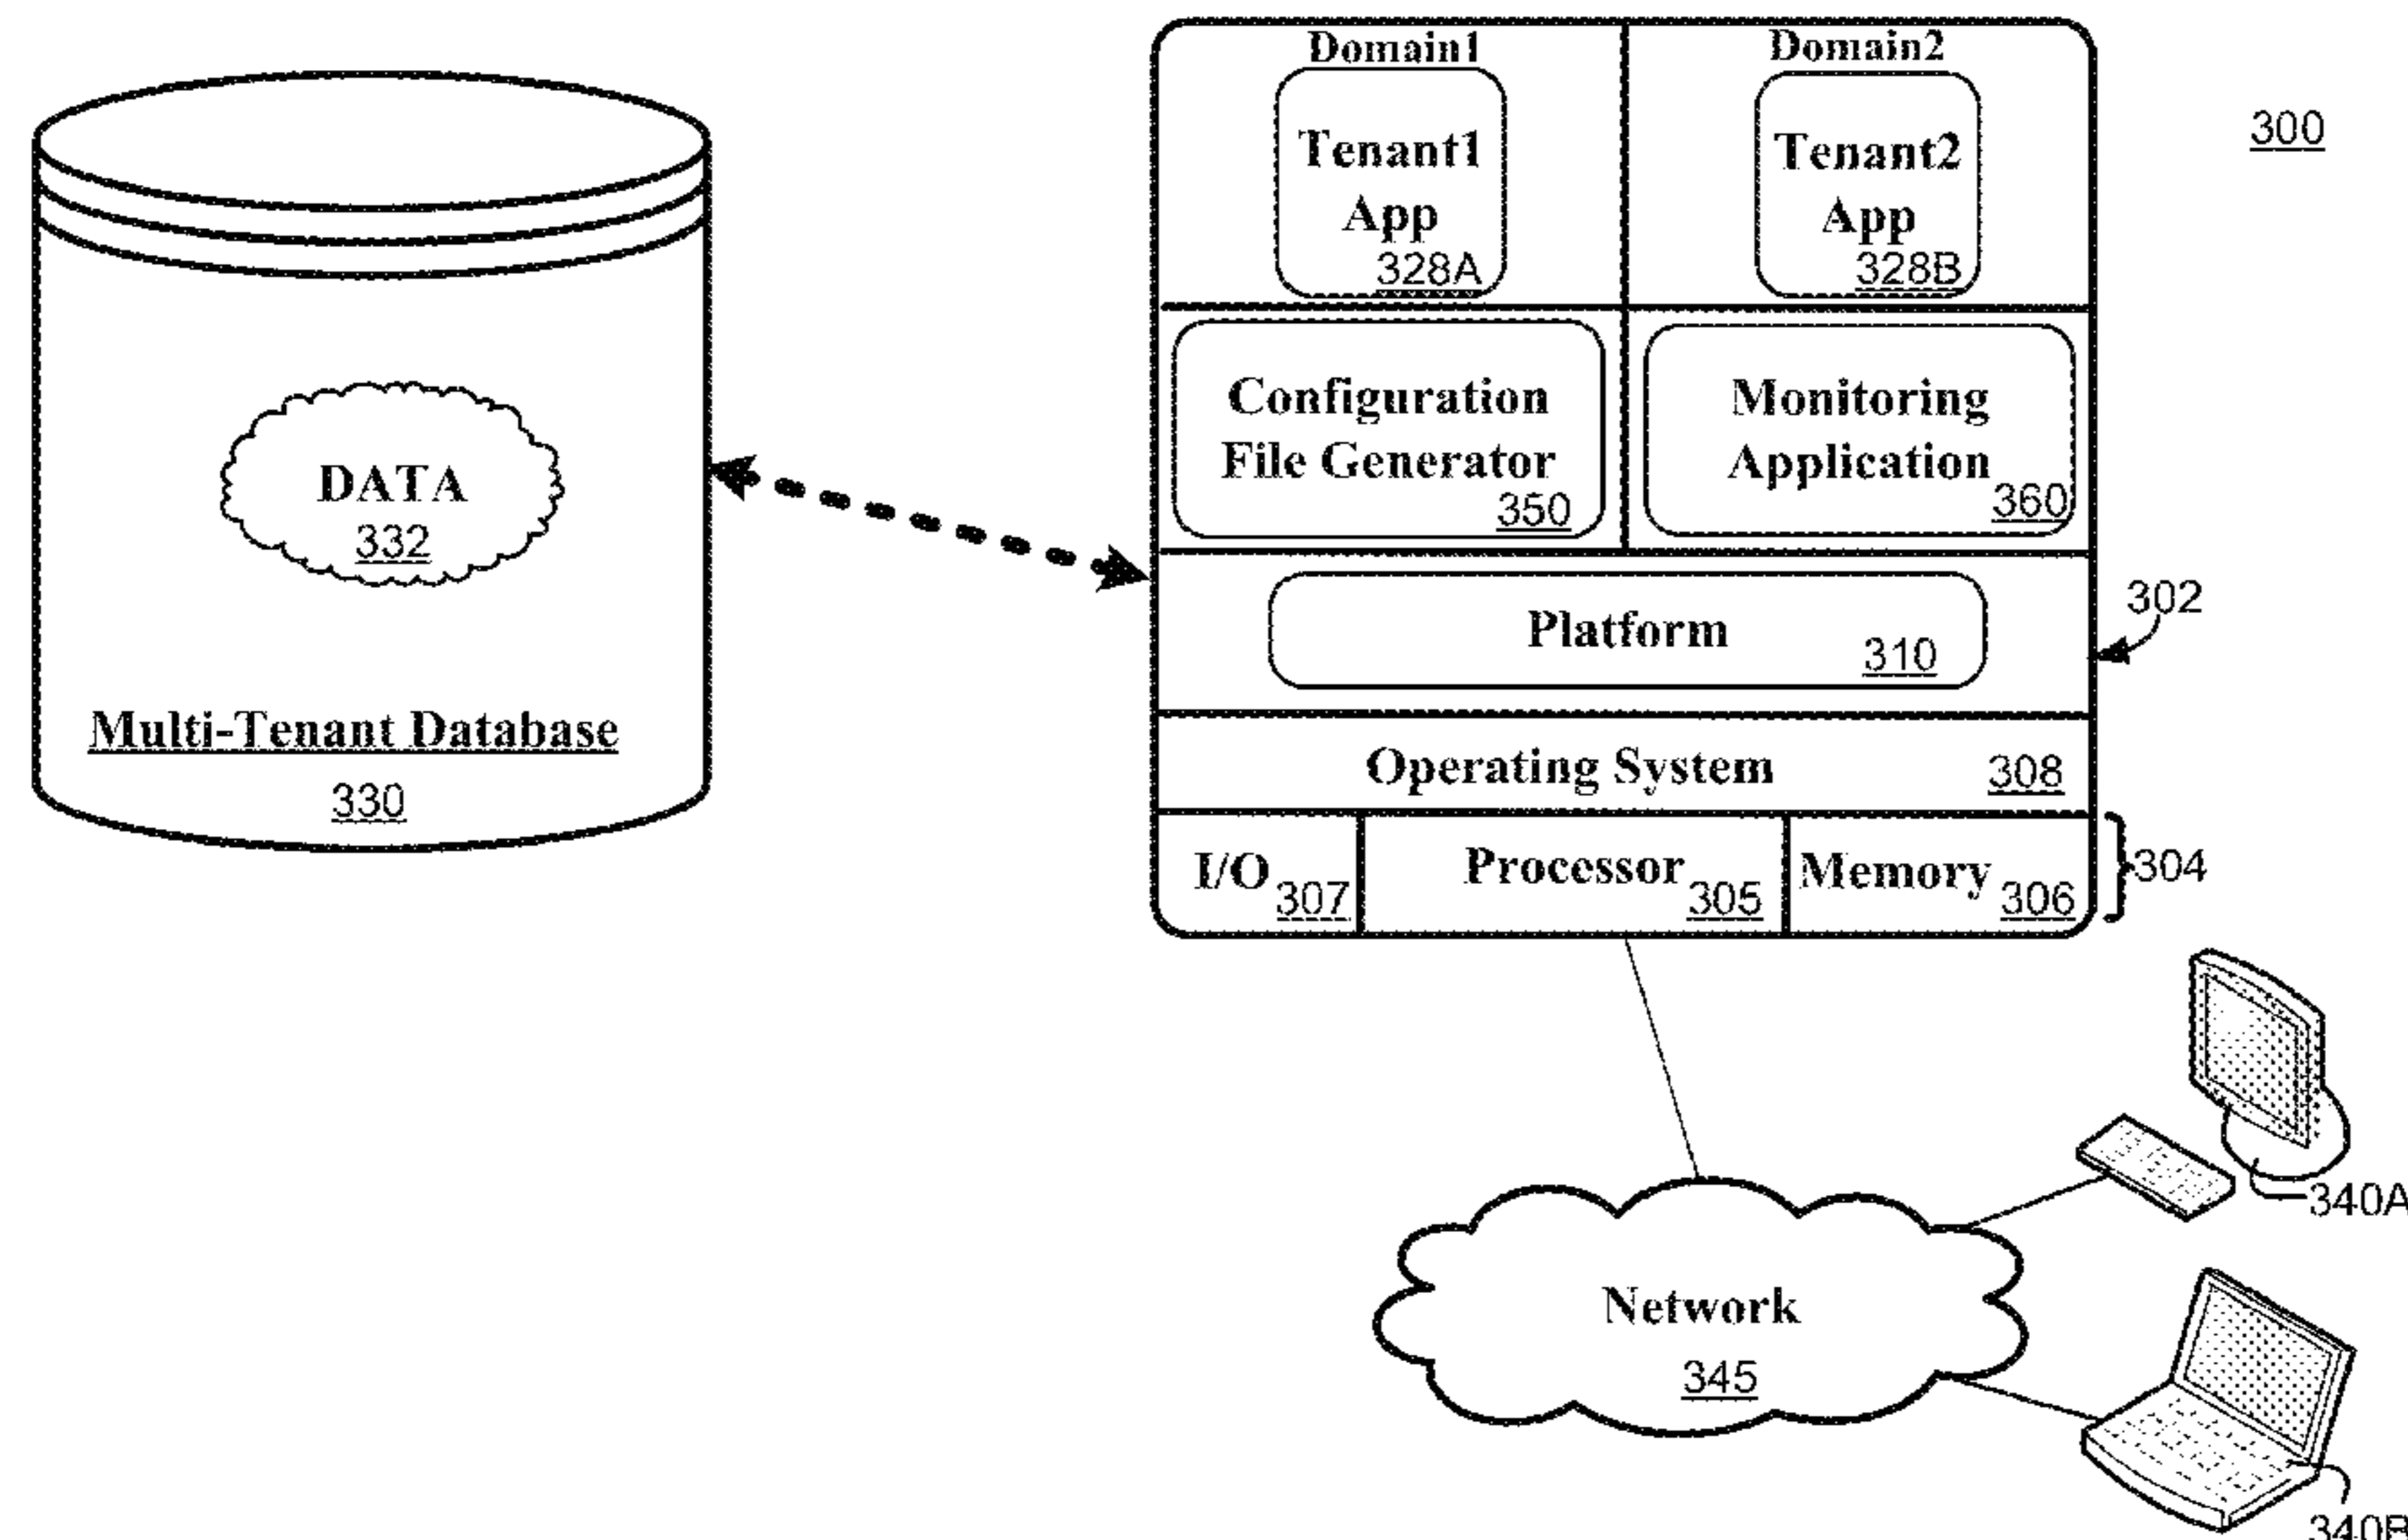 Domain1
Domain2
Tenant1
App
328A
Tenant2
App
328B
300
Configuration
File Generator
350
Monitoring
Application
360
DATA
332
Platform
310
302
Multi-Tenant Database
330
Operating System 308
I/O 307
Processor 305
Memory 306
304
340A
Network
345
340B